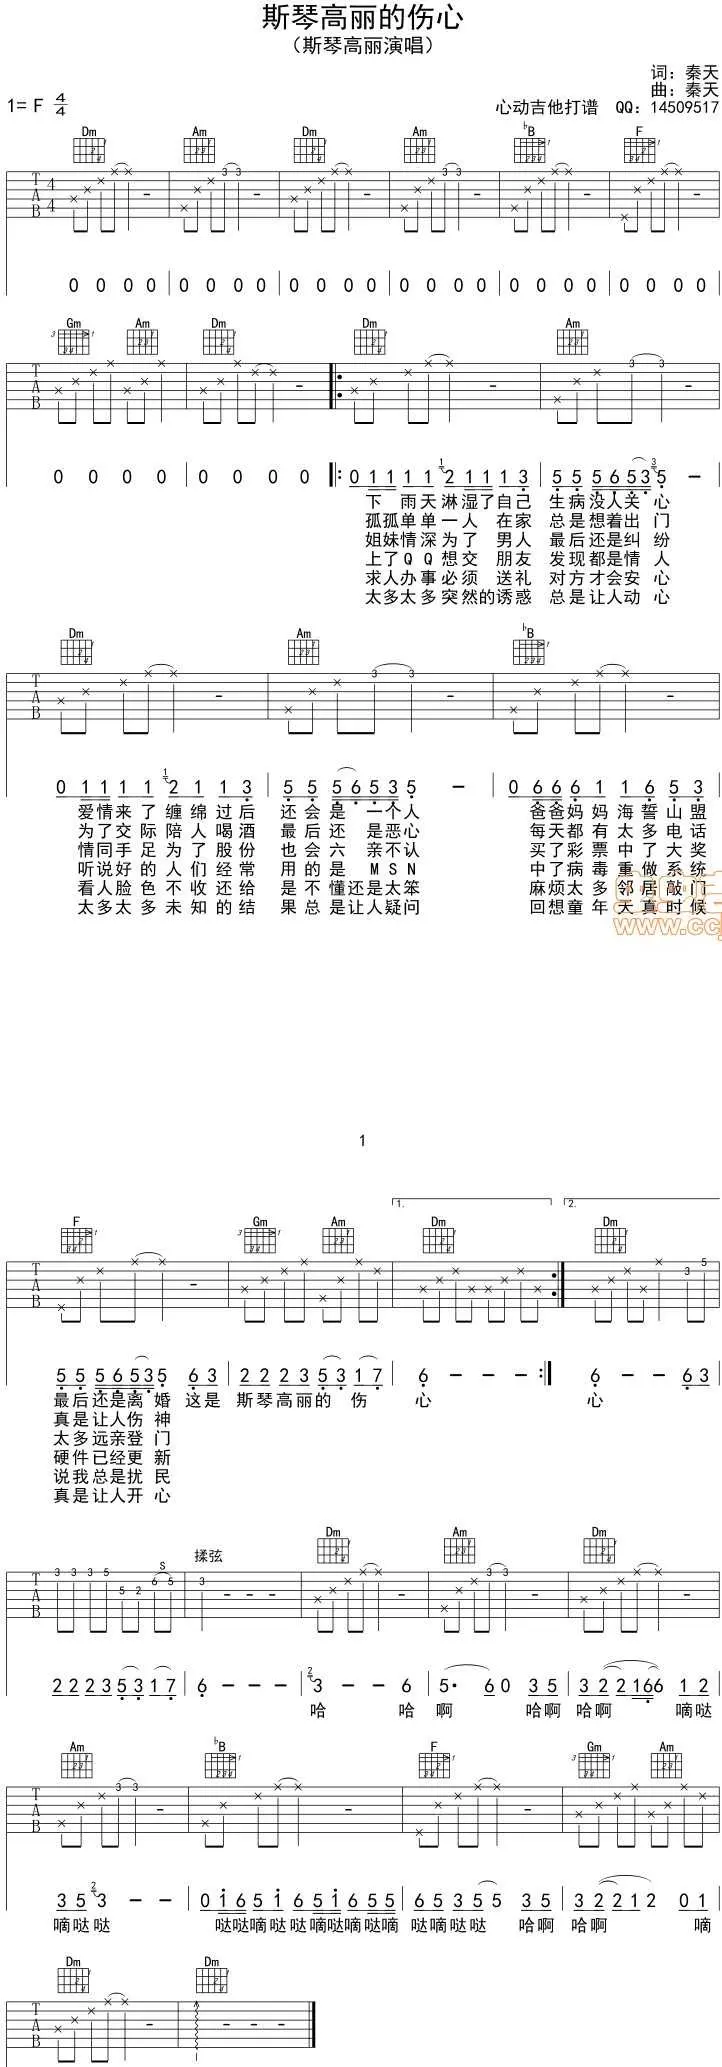 斯琴高丽的伤心
（斯琴高丽演唱）
词：秦天
曲：秦天
1= F 4/4
心动吉他打谱 QQ：14509517
Dm Am Dm Am ♭B F
0 0 0 0 0 0 0 0 0 0 0 0 0 0 0 0 0 0 0 0 0 0 0 0
Gm Am Dm Dm Am
0 0 0 0 0 0 0 0 0 1 1 1 1 2 1 1 1 3 5 5 5 6 5 3 5 -
下 雨天淋湿了自己 生病没人关心
孤孤单单一人 在家 总是想着出门
姐妹情深为了 男人 最后还是纠纷
上了QQ想交 朋友 发现都是情人
求人办事必须 送礼 对方才会安心
太多太多突然的诱惑 总是让人动心
Dm Am ♭B
0 1 1 1 1 2 1 1 3 5 5 5 6 5 3 5 - 0 6 6 6 1 1 6 5 3
爱情来了缠绵过后 还会是一个人 爸爸妈妈海誓山盟
为了交际陪人喝酒 最后还是恶心 每天都有太多电话
情同手足为了股份 也会六亲不认 买了彩票中了大奖
听说好的人们经常 用的是MSN 中了病毒重做系统
看人脸色不收还给 是不懂还是太笨 麻烦太多邻居敲门
太多太多未知的结 果总是让人疑问 回想童年天真时候
www.cc
1
F Gm Am 1. Dm 2. Dm
5 5 5 6 5 3 5 6 3 2 2 2 3 5 3 1 7 6 - - - 6 - - 6 3
最后还是离婚 这是 斯琴高丽的 伤 心 心
真是让人伤神
太多远亲登门
硬件已经更新
说我总是扰民
真是让人开心
S 揉弦 Dm Am Dm
2 2 2 3 5 3 1 7 6 - - - 3 - - 6 5· 6 0 3 5 3 2 2 1 6 6 1 2
哈 哈 啊 哈啊 哈啊 嘀哒
Am ♭B F Gm Am
3 5 3 - - 0 1 6 5 1 6 5 1 6 5 5 6 5 3 5 5 3 5 3 2 2 1 2 0 1
嘀哒哒 哒哒嘀哒哒嘀哒嘀哒嘀 哒嘀哒哒 哈啊 哈啊 嘀
Dm Dm